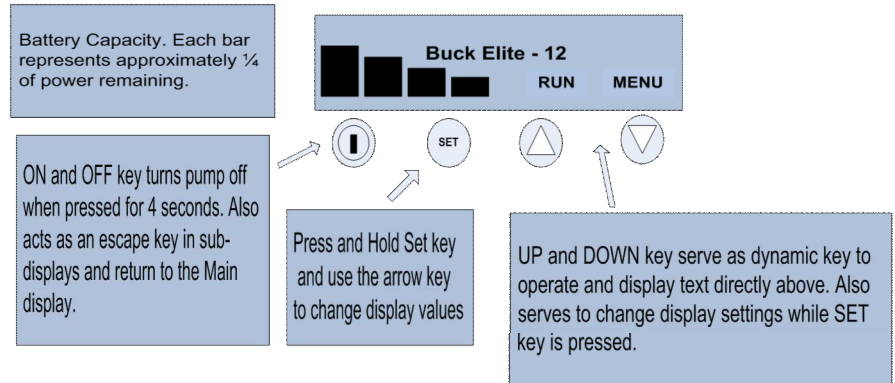 Battery Capacity. Each bar
represents approximately ¼
of power remaining.
Buck Elite - 12
RUN MENU
SET
ON and OFF key turns pump off
when pressed for 4 seconds. Also
acts as an escape key in sub-
displays and return to the Main
display.
Press and Hold Set key
and use the arrow key
to change display values
UP and DOWN key serve as dynamic key to
operate and display text directly above. Also
serves to change display settings while SET
key is pressed.